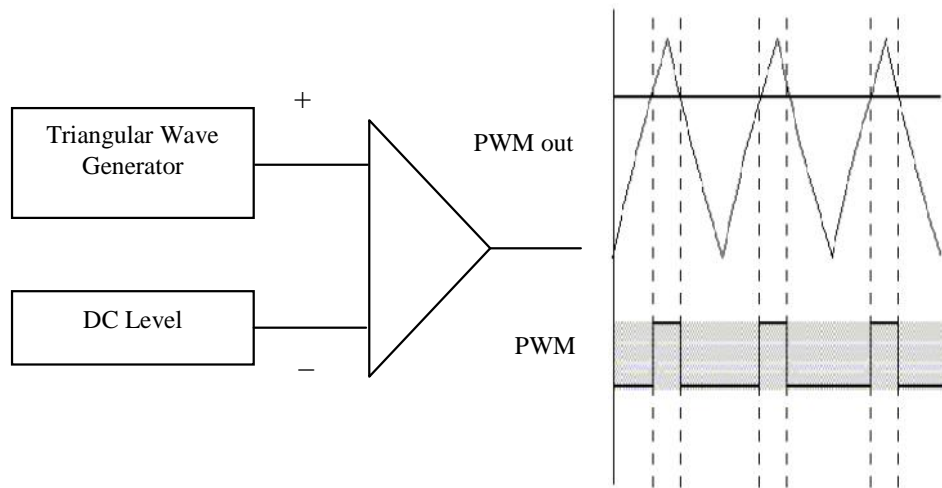 +
Triangular Wave
Generator
PWM out
DC Level
PWM
–